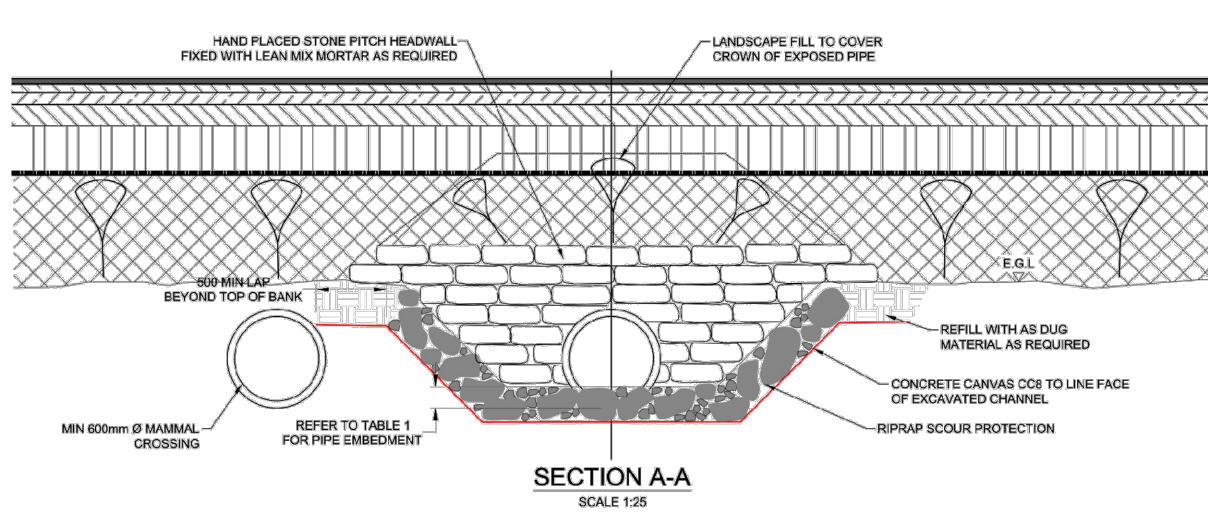 HAND PLACED STONE PITCH HEADWALL
FIXED WITH LEAN MIX MORTAR AS REQUIRED
LANDSCAPE FILL TO COVER
CROWN OF EXPOSED PIPE
E.G.L
500 MIN LAP
BEYOND TOP OF BANK
REFILL WITH AS DUG
MATERIAL AS REQUIRED
CONCRETE CANVAS CC8 TO LINE FACE
OF EXCAVATED CHANNEL
MIN 600mm Ø MAMMAL
CROSSING
REFER TO TABLE 1
FOR PIPE EMBEDMENT
RIPRAP SCOUR PROTECTION
SECTION A-A
SCALE 1:25